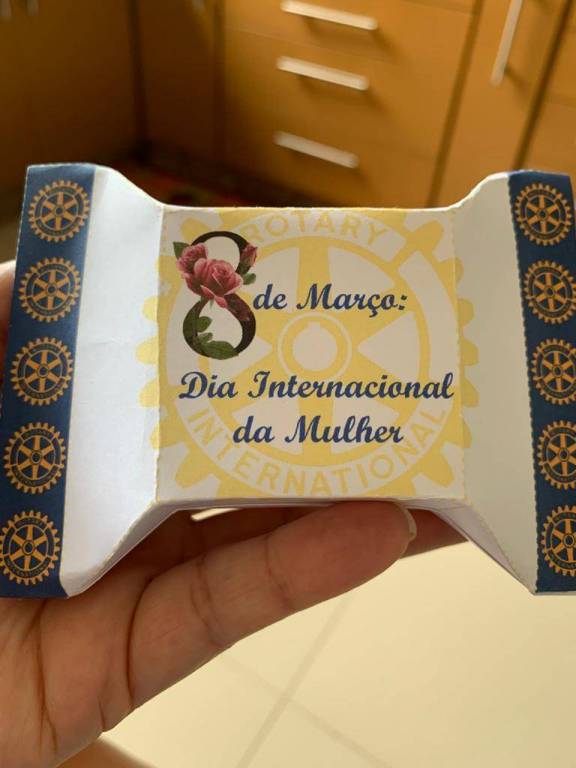 ROTARY
8 de Março:
Dia Internacional
da Mulher
INTERNATIONAL